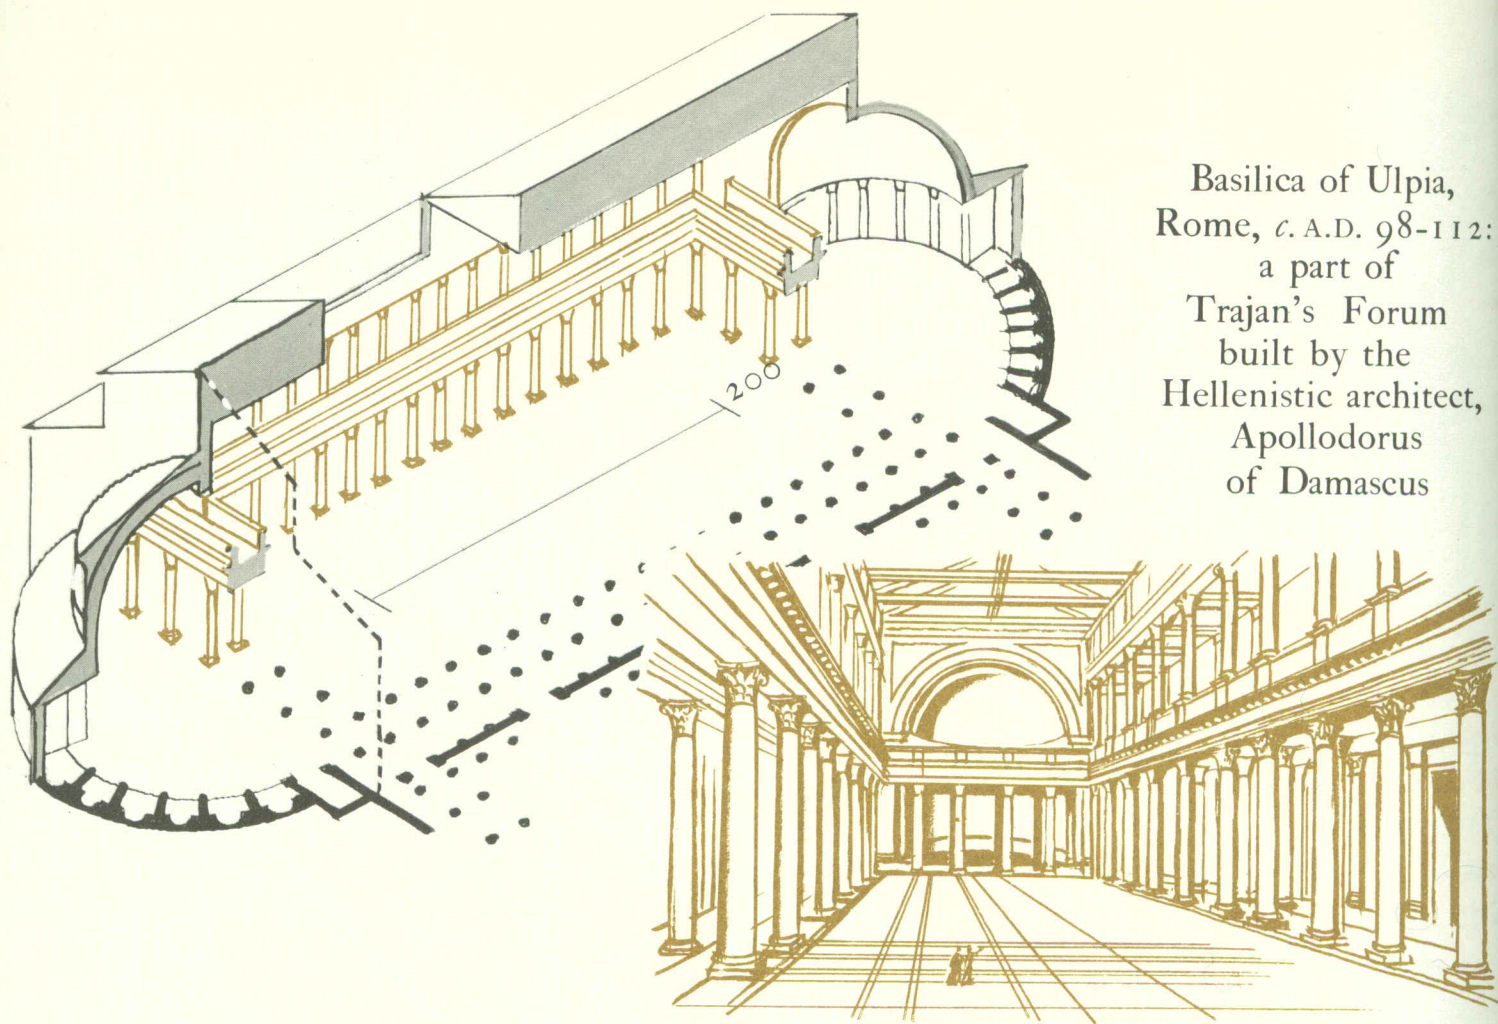 Basilica of Ulpia,
Rome, c. A.D. 98-112:
a part of
Trajan's Forum
built by the
Hellenistic architect,
Apollodorus
of Damascus
200